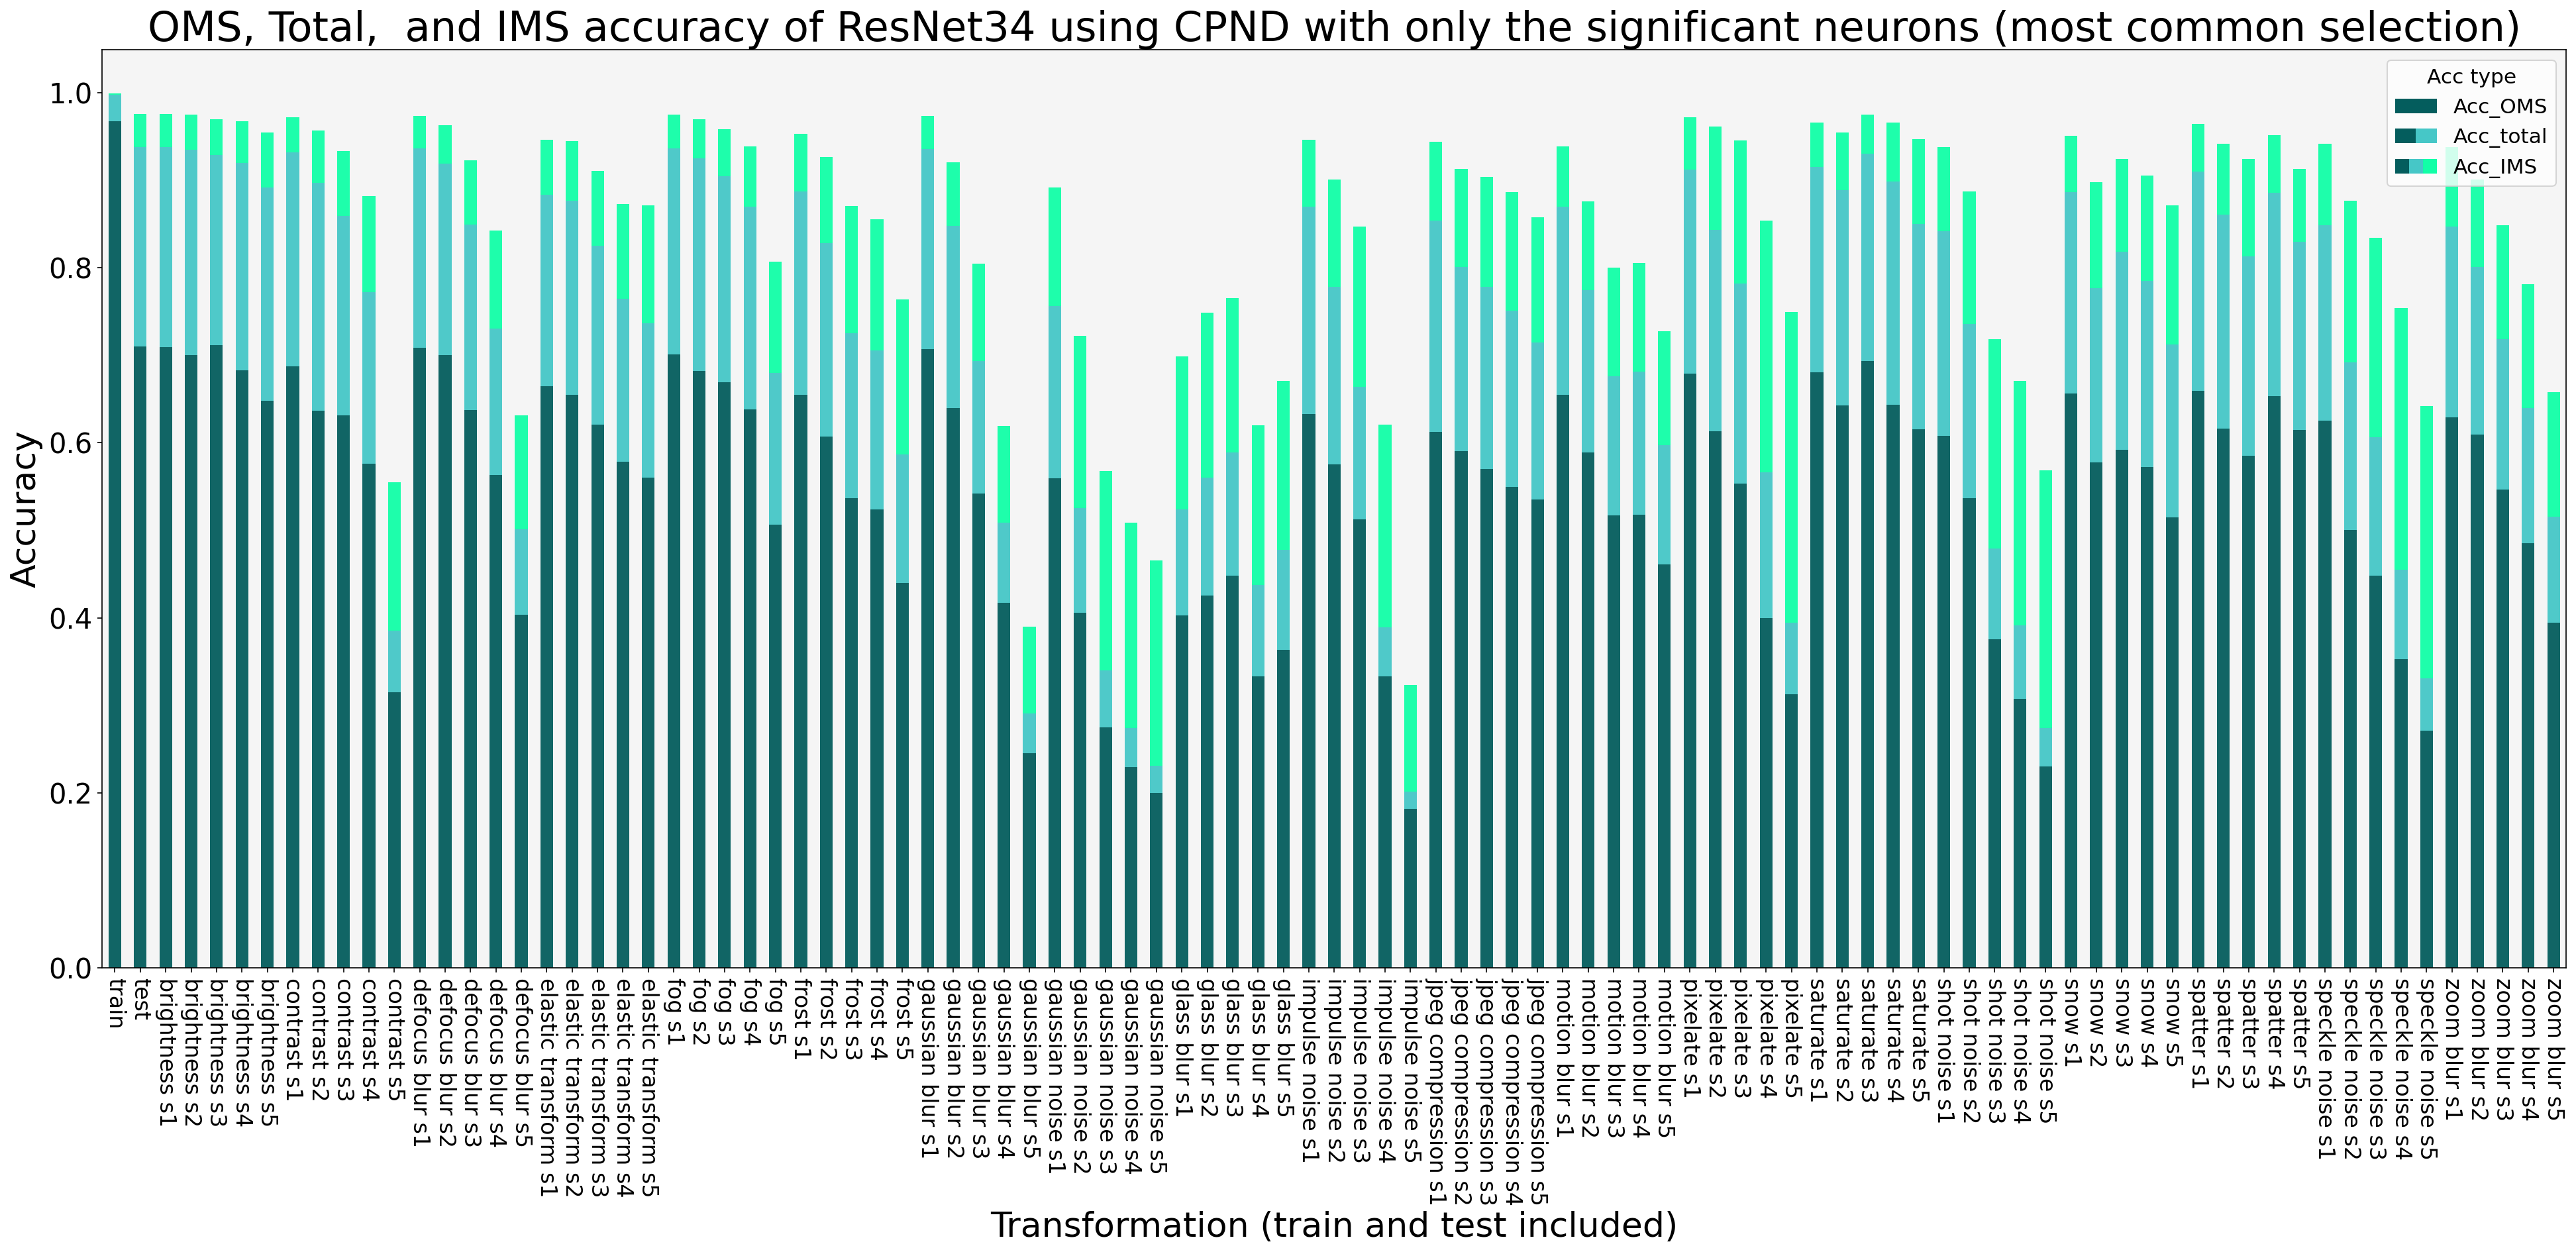 OMS, Total,  and IMS accuracy of ResNet34 using CPND with only the significant neurons (most common selection)
Acc type
Acc_OMS
Acc_total
Acc_IMS
Accuracy
1.0
0.8
0.6
0.4
0.2
0.0
train
test
brightness s1
brightness s2
brightness s3
brightness s4
brightness s5
contrast s1
contrast s2
contrast s3
contrast s4
contrast s5
defocus blur s1
defocus blur s2
defocus blur s3
defocus blur s4
defocus blur s5
elastic transform s1
elastic transform s2
elastic transform s3
elastic transform s4
elastic transform s5
fog s1
fog s2
fog s3
fog s4
fog s5
frost s1
frost s2
frost s3
frost s4
frost s5
gaussian blur s1
gaussian blur s2
gaussian blur s3
gaussian blur s4
gaussian blur s5
gaussian noise s1
gaussian noise s2
gaussian noise s3
gaussian noise s4
gaussian noise s5
glass blur s1
glass blur s2
glass blur s3
glass blur s4
glass blur s5
impulse noise s1
impulse noise s2
impulse noise s3
impulse noise s4
impulse noise s5
jpeg compression s1
jpeg compression s2
jpeg compression s3
jpeg compression s4
jpeg compression s5
motion blur s1
motion blur s2
motion blur s3
motion blur s4
motion blur s5
pixelate s1
pixelate s2
pixelate s3
pixelate s4
pixelate s5
saturate s1
saturate s2
saturate s3
saturate s4
saturate s5
shot noise s1
shot noise s2
shot noise s3
shot noise s4
shot noise s5
snow s1
snow s2
snow s3
snow s4
snow s5
spatter s1
spatter s2
spatter s3
spatter s4
spatter s5
speckle noise s1
speckle noise s2
speckle noise s3
speckle noise s4
speckle noise s5
zoom blur s1
zoom blur s2
zoom blur s3
zoom blur s4
zoom blur s5
Transformation (train and test included)